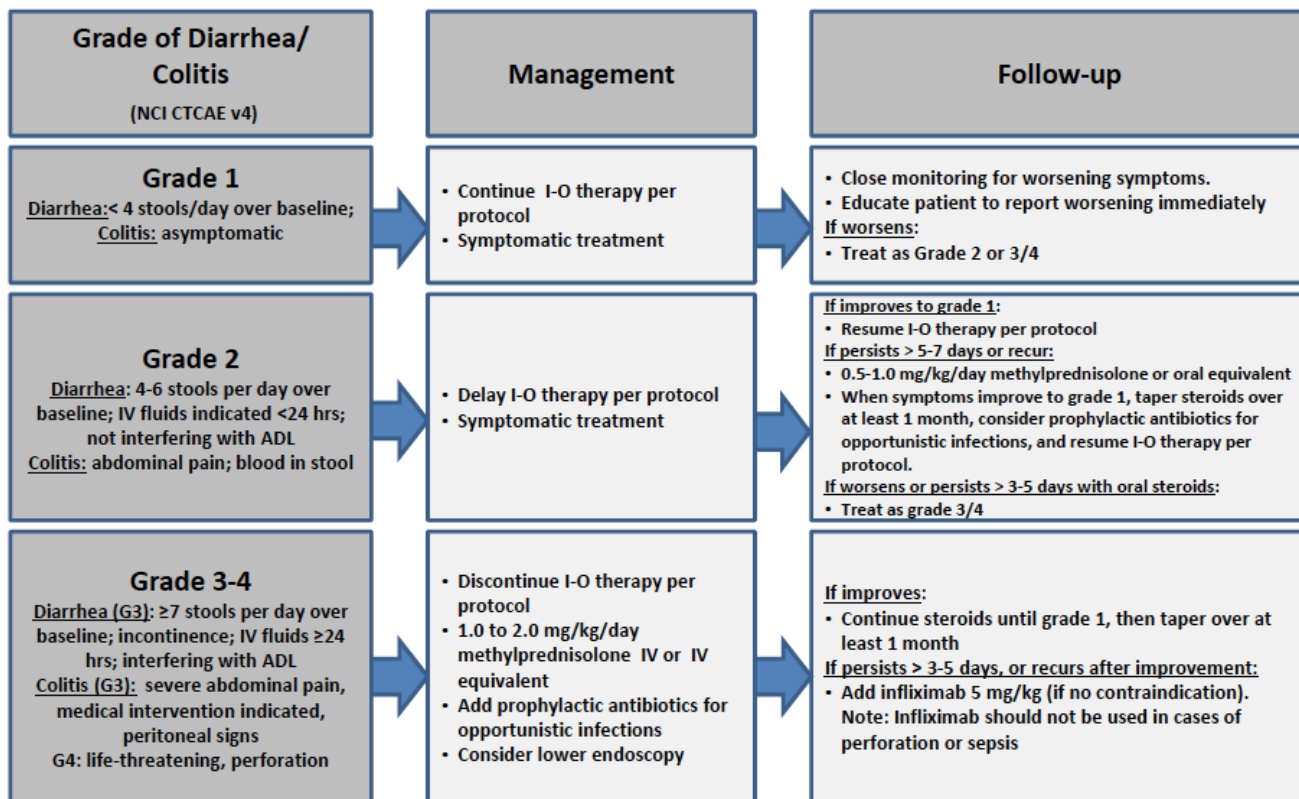 Grade of Diarrhea/
Colitis
(NCI CTCAE v4)
Management
Follow-up
Grade 1
Diarrhea:< 4 stools/day over baseline;
Colitis: asymptomatic
• Continue I-O therapy per
protocol
• Symptomatic treatment
• Close monitoring for worsening symptoms.
• Educate patient to report worsening immediately
If worsens:
• Treat as Grade 2 or 3/4
Grade 2
Diarrhea: 4-6 stools per day over
baseline; IV fluids indicated <24 hrs;
not interfering with ADL
Colitis: abdominal pain; blood in stool
• Delay I-O therapy per protocol
• Symptomatic treatment
If improves to grade 1:
• Resume I-O therapy per protocol
If persists > 5-7 days or recur:
• 0.5-1.0 mg/kg/day methylprednisolone or oral equivalent
• When symptoms improve to grade 1, taper steroids over
at least 1 month, consider prophylactic antibiotics for
opportunistic infections, and resume I-O therapy per
protocol.
If worsens or persists > 3-5 days with oral steroids:
• Treat as grade 3/4
Grade 3-4
Diarrhea (G3): ≥7 stools per day over
baseline; incontinence; IV fluids ≥24
hrs; interfering with ADL
Colitis (G3): severe abdominal pain,
medical intervention indicated,
peritoneal signs
G4: life-threatening, perforation
• Discontinue I-O therapy per
protocol
• 1.0 to 2.0 mg/kg/day
methylprednisolone IV or IV
equivalent
• Add prophylactic antibiotics for
opportunistic infections
• Consider lower endoscopy
If improves:
• Continue steroids until grade 1, then taper over at
least 1 month
If persists > 3-5 days, or recurs after improvement:
• Add infliximab 5 mg/kg (if no contraindication).
Note: Infliximab should not be used in cases of
perforation or sepsis